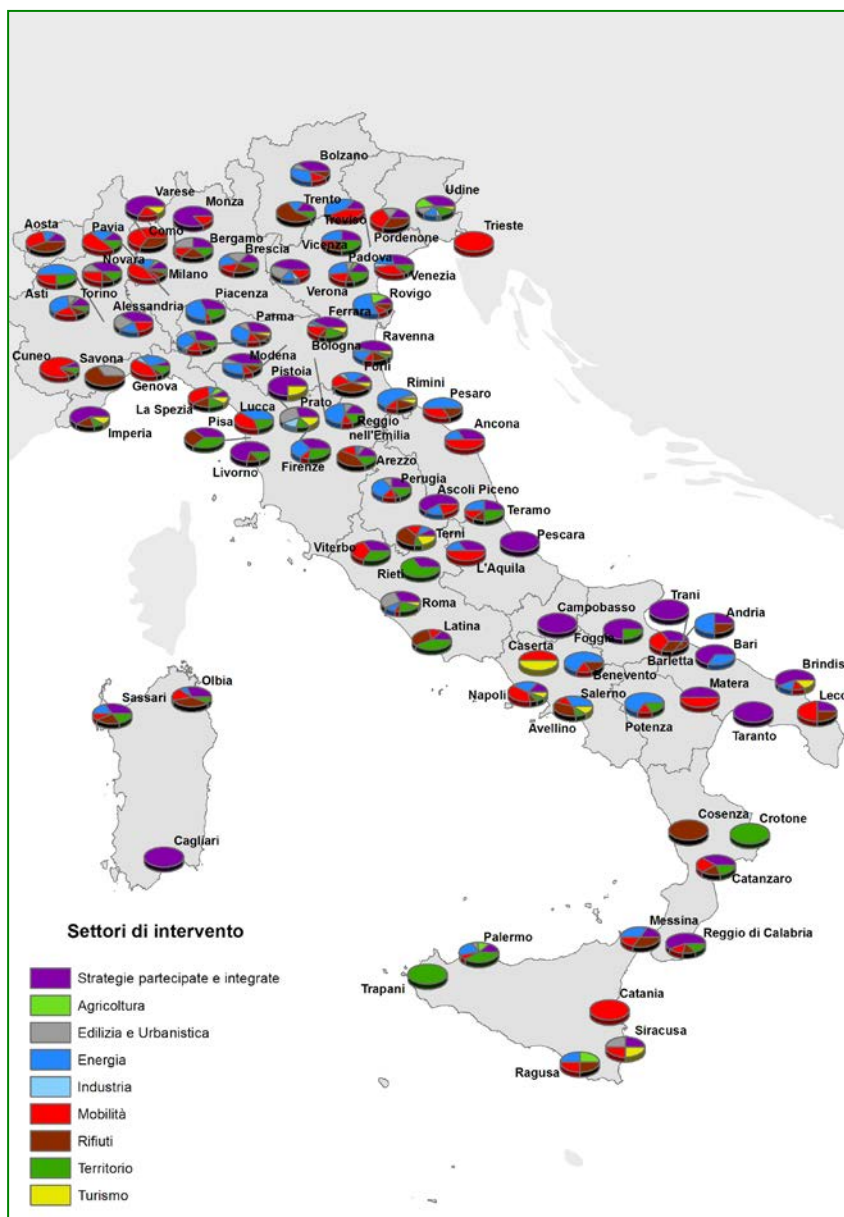 Bolzano
Varese
Monza
Udine
Trento
Treviso
Aosta
Pavia
Como
Bergamo
Brescia
Vicenza
Pordenone
Trieste
Novara
Milano
Padova
Venezia
Asti
Torino
Alessandria
Piacenza
Verona
Rovigo
Parma
Ferrara
Ravenna
Cuneo
Savona
Genova
Modena
Bologna
Forlì
Pistoia
Rimini
Pesaro
La Spezia
Lucca
Prato
Imperia
Pisa
Reggio
nell'Emilia
Ancona
Livorno
Firenze
Arezzo
Perugia
Ascoli Piceno
Teramo
Viterbo
Terni
Pescara
L'Aquila
Rieti
Roma
Campobasso
Trani
Andria
Latina
Foggia
Caserta
Barletta
Bari
Benevento
Brindis
Napoli
Salerno
Matera
Lecc
Avellino
Potenza
Taranto
Olbia
Sassari
Cagliari
Cosenza
Crotone
Catanzaro
Messina
Reggio di Calabria
Palermo
Trapani
Catania
Siracusa
Ragusa
Settori di intervento
Strategie partecipate e integrate
Agricoltura
Edilizia e Urbanistica
Energia
Industria
Mobilità
Rifiuti
Territorio
Turismo